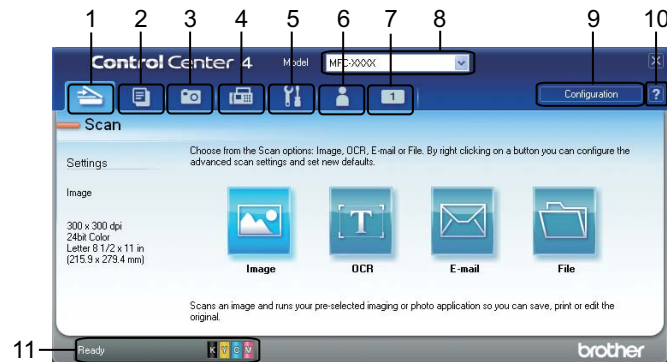 1 2 3 4 5 6 7 8 9 10
Control Center 4 Model MFC-XXXX
1 Configuration ?
Scan
Settings
Image
300 x 300 dpi
24bit Color
Letter 8 1/2 x 11 in
(215.9 x 279.4 mm)
Choose from the Scan options: Image, OCR, E-mail or File. By right clicking on a button you can configure the
advanced scan settings and set new defaults.
T
Image OCR E-mail File
Scans an image and runs your pre-selected imaging or photo application so you can save, print or edit the
original.
11 Ready K Y C M brother